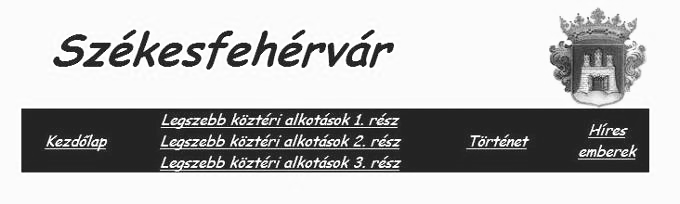 Székesfehérvár
Kezdőlap
Legszebb köztéri alkotások 1. rész
Legszebb köztéri alkotások 2. rész
Legszebb köztéri alkotások 3. rész
Történet
Híres
emberek